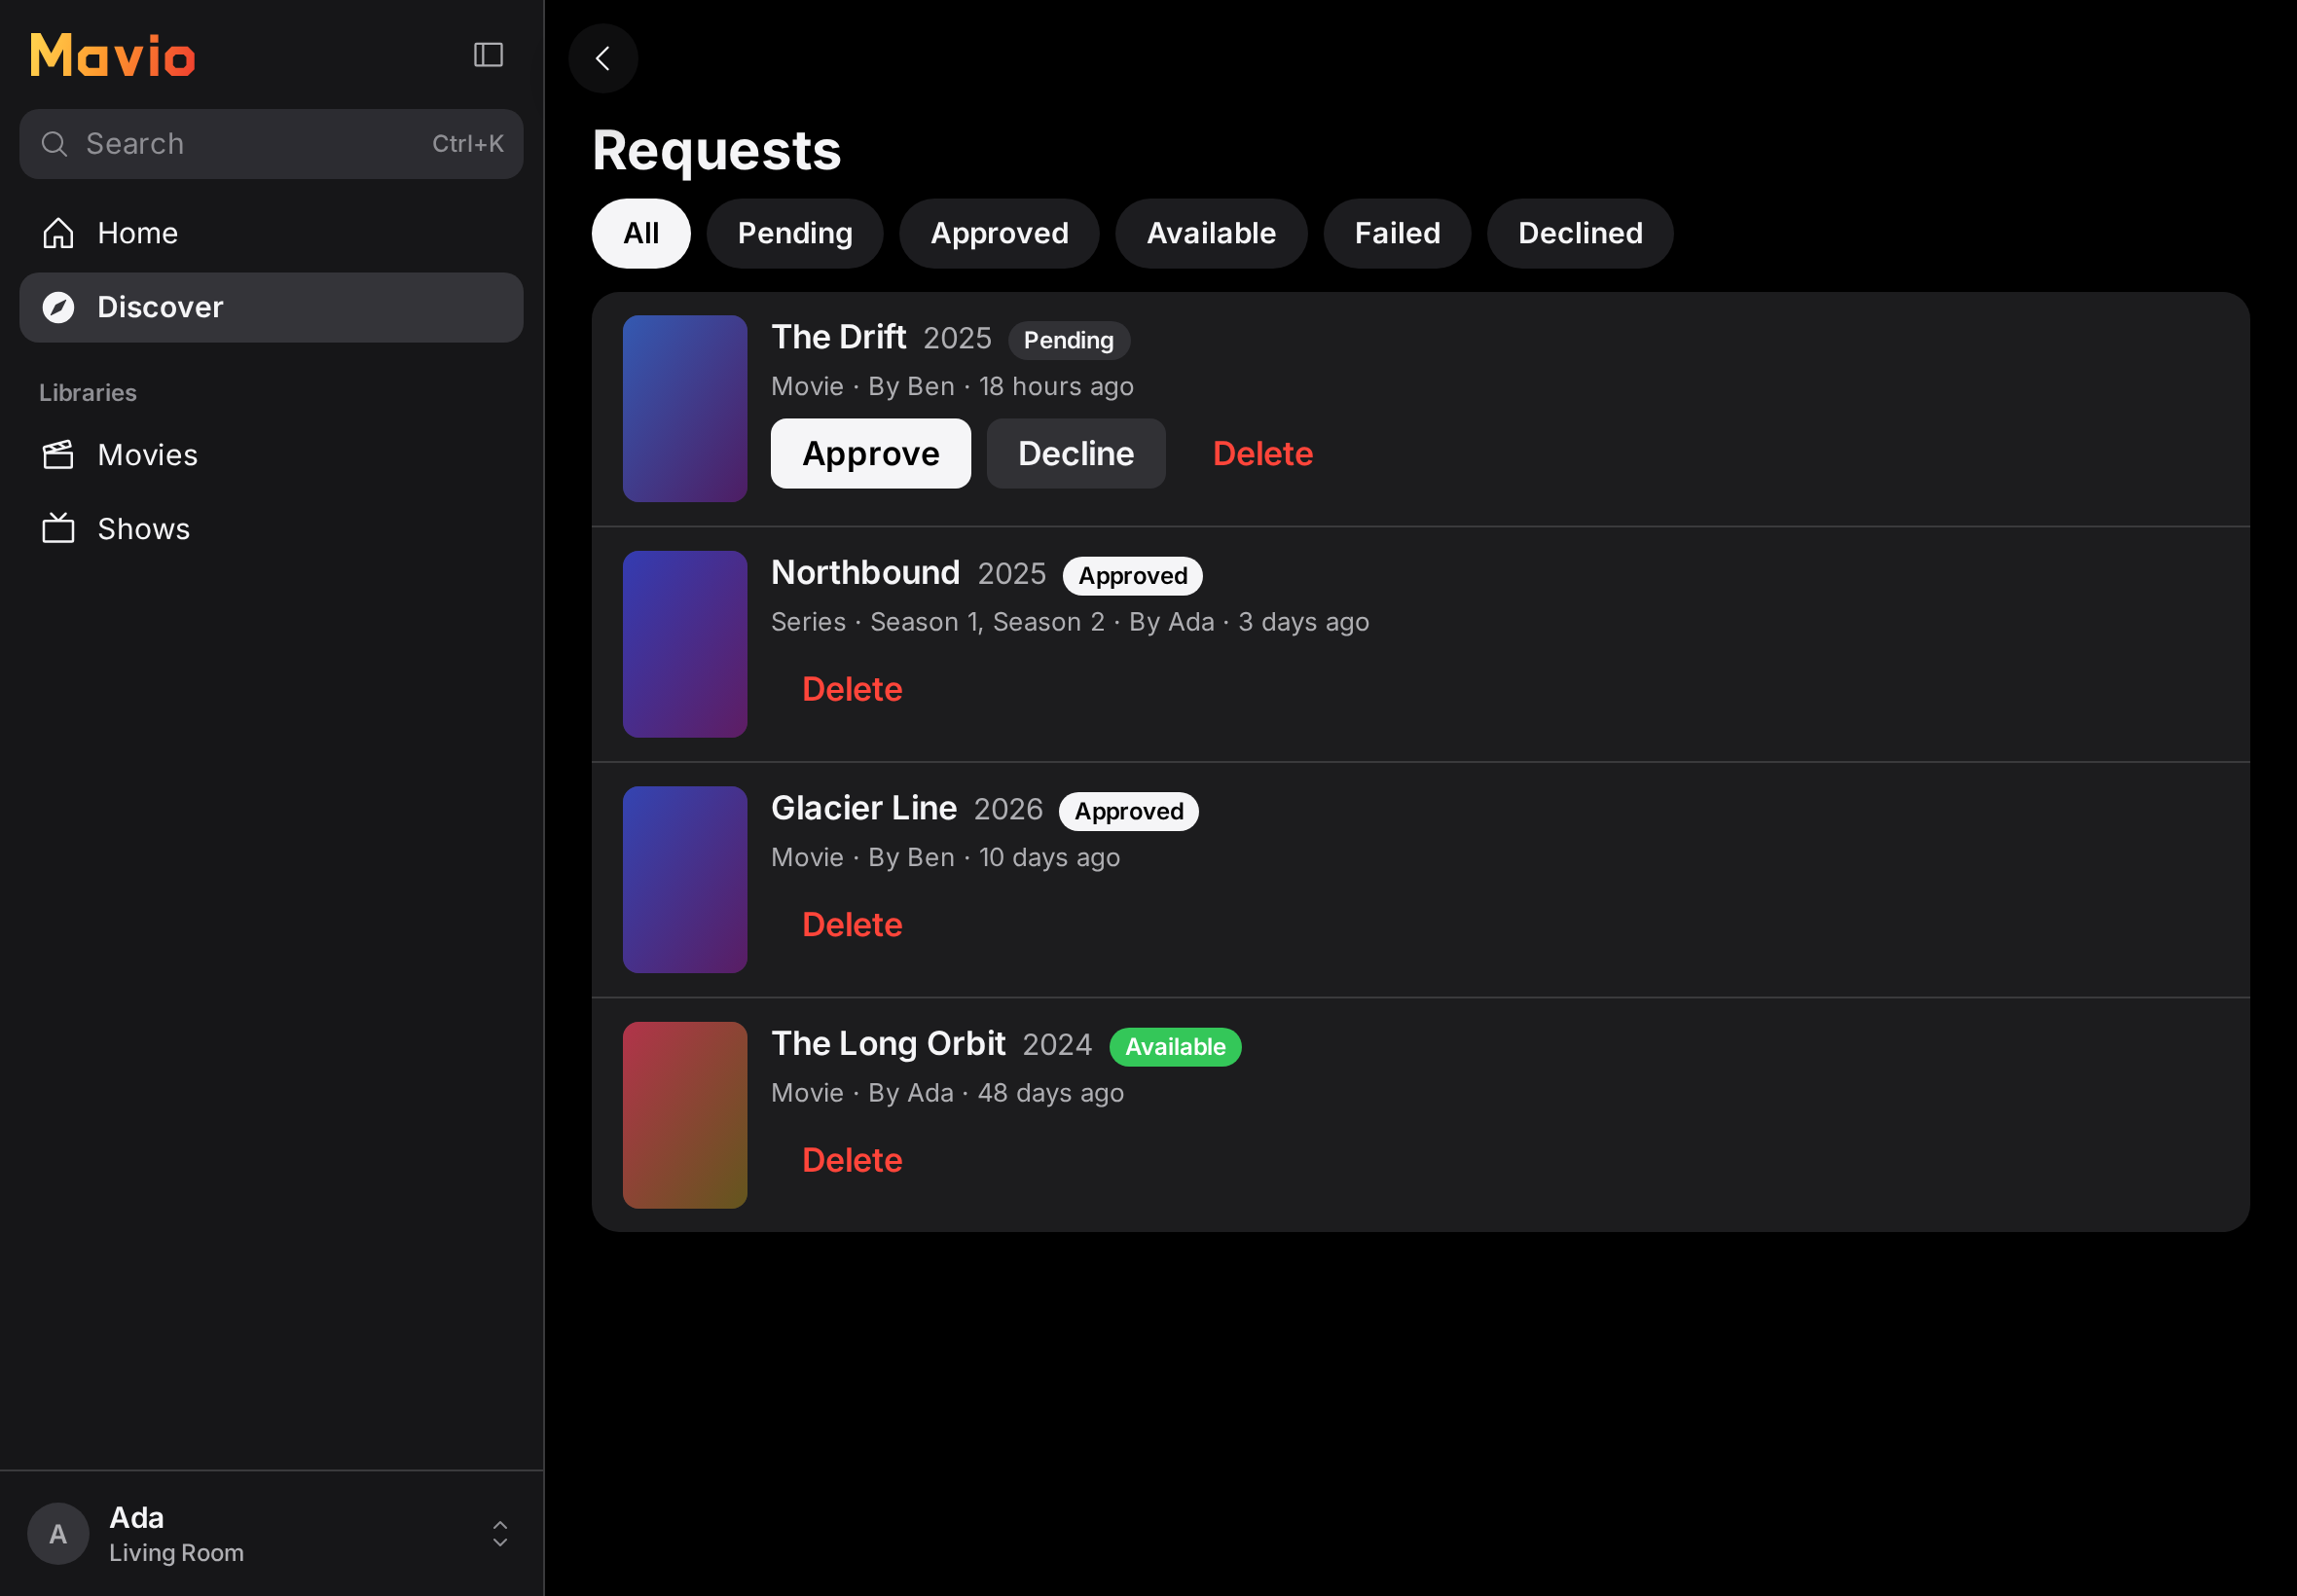 Mavio
Search Ctrl+K
Home
Discover
Libraries
Movies
Shows
A
Ada
Living Room
Requests
All Pending Approved Available Failed Declined
The Drift 2025 Pending
Movie · By Ben · 18 hours ago
Approve Decline Delete
Northbound 2025 Approved
Series · Season 1, Season 2 · By Ada · 3 days ago
Delete
Glacier Line 2026 Approved
Movie · By Ben · 10 days ago
Delete
The Long Orbit 2024 Available
Movie · By Ada · 48 days ago
Delete